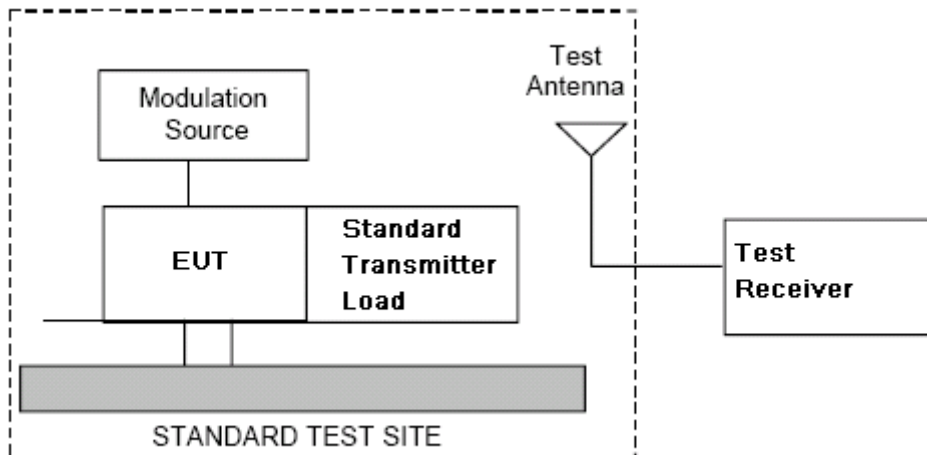 Test
Antenna
Modulation
Source
EUT
Standard
Transmitter
Load
Test
Receiver
STANDARD TEST SITE